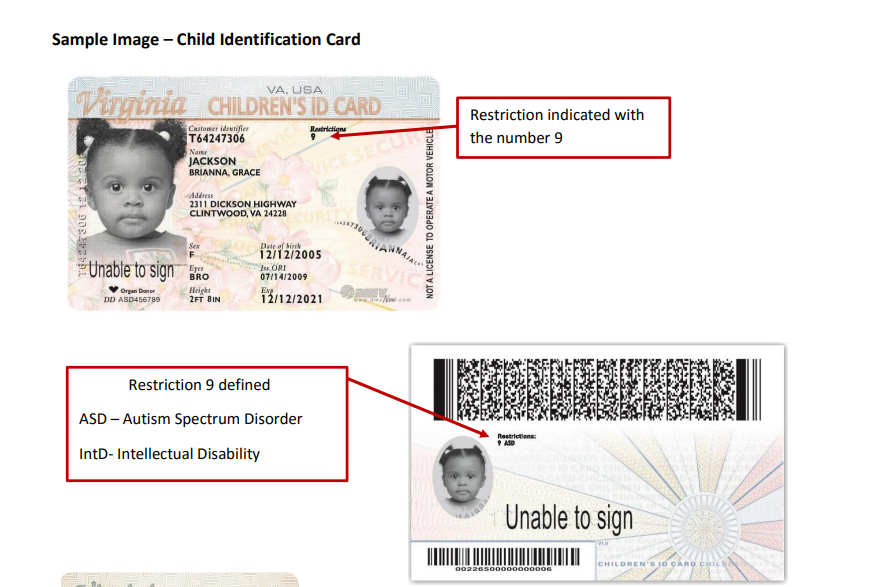 Sample Image – Child Identification Card
VA, USA
Virginia CHILDREN'S ID CARD
Customer identifier
T64247306
Restrictions
9
Name
JACKSON
BRIANNA, GRACE
Address
2311 DICKSON HIGHWAY
CLINTWOOD, VA 24228
Sex
F
Date of birth
12/12/2005
Eyes
BRO
Iss.ORI
07/14/2009
Height
2FT 8IN
Exp
12/12/2021
Unable to sign
Organ Donor
DD ASD456789
NOT A LICENSE TO OPERATE A MOTOR VEHICLE
Restriction indicated with
the number 9
Restriction 9 defined
ASD – Autism Spectrum Disorder
IntD- Intellectual Disability
Restrictions:
9 ASD
Unable to sign
00226500000000006
CHILDREN'S ID CARD